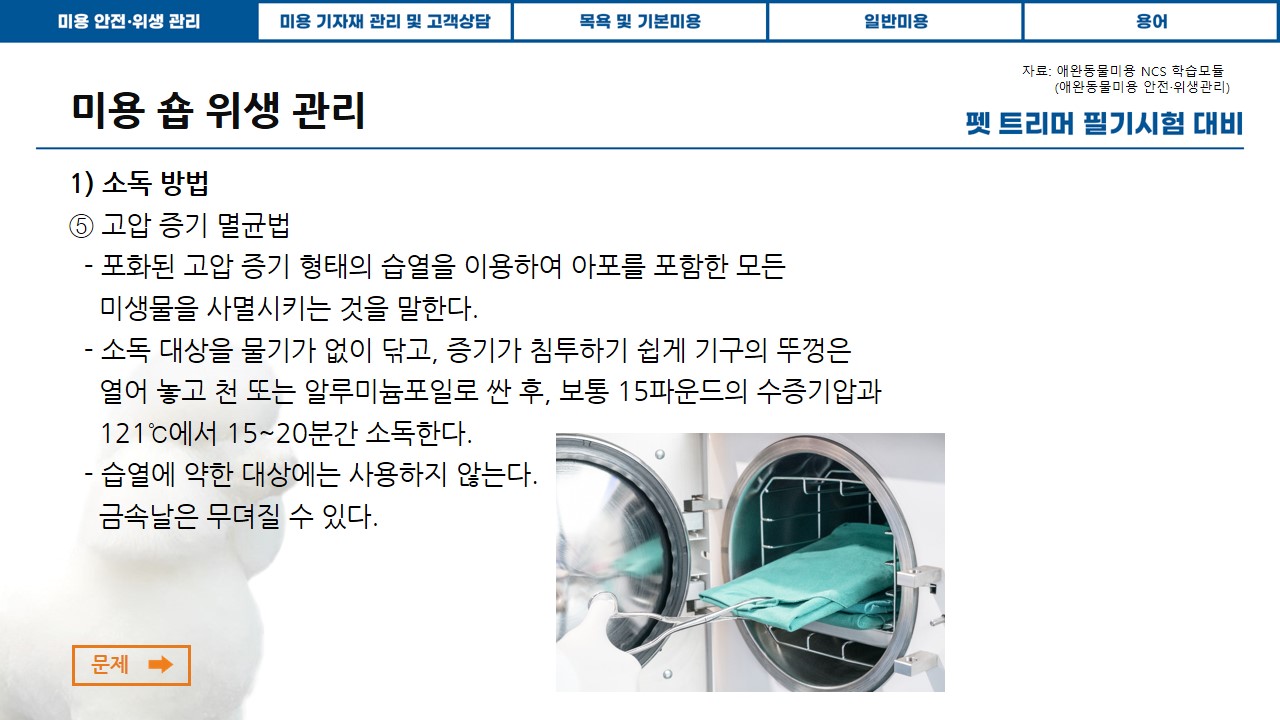 미용 안전·위생 관리
미용 기자재 관리 및 고객상담
목욕 및 기본미용
일반미용
용어
자료: 애완동물미용 NCS 학습모듈
(애완동물미용 안전·위생관리)
미용 숍 위생 관리
펫 트리머 필기시험 대비
1) 소독 방법
⑤ 고압 증기 멸균법
- 포화된 고압 증기 형태의 습열을 이용하여 아포를 포함한 모든
미생물을 사멸시키는 것을 말한다.
- 소독 대상을 물기가 없이 닦고, 증기가 침투하기 쉽게 기구의 뚜껑은
열어 놓고 천 또는 알루미늄포일로 싼 후, 보통 15파운드의 수증기압과
121℃에서 15~20분간 소독한다.
- 습열에 약한 대상에는 사용하지 않는다.
금속날은 무뎌질 수 있다.
문제